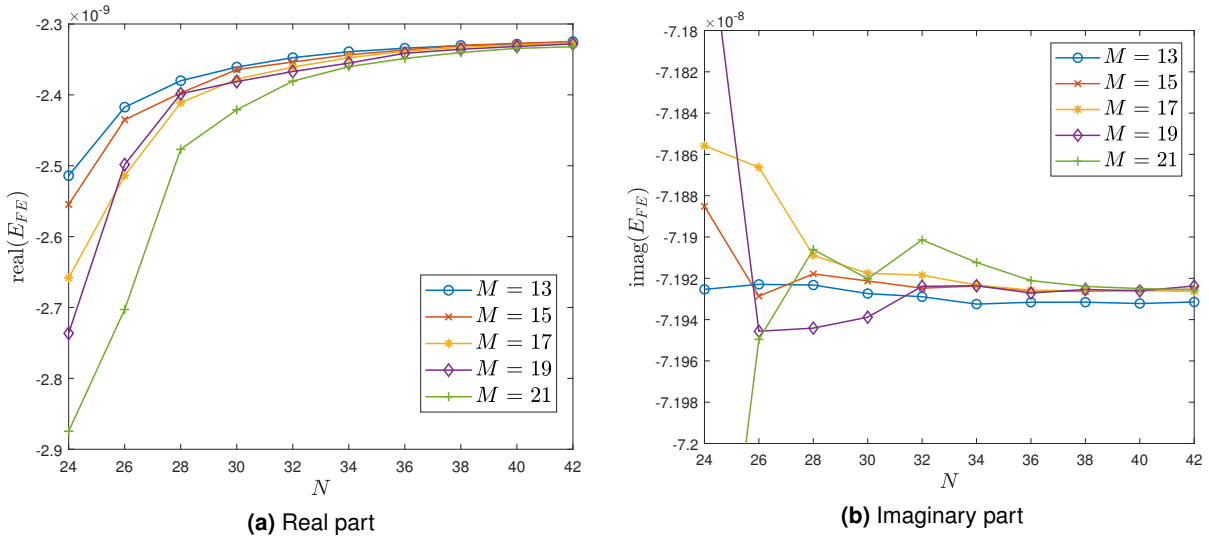 ×10⁻⁹
-2.3
-2.4
-2.5
-2.6
-2.7
-2.8
-2.9
real(E_FE)
24 26 28 30 32 34 36 38 40 42
N
M = 13
M = 15
M = 17
M = 19
M = 21
(a) Real part
×10⁻⁸
-7.18
-7.182
-7.184
-7.186
-7.188
-7.19
-7.192
-7.194
-7.196
-7.198
-7.2
imag(E_FE)
24 26 28 30 32 34 36 38 40 42
N
M = 13
M = 15
M = 17
M = 19
M = 21
(b) Imaginary part